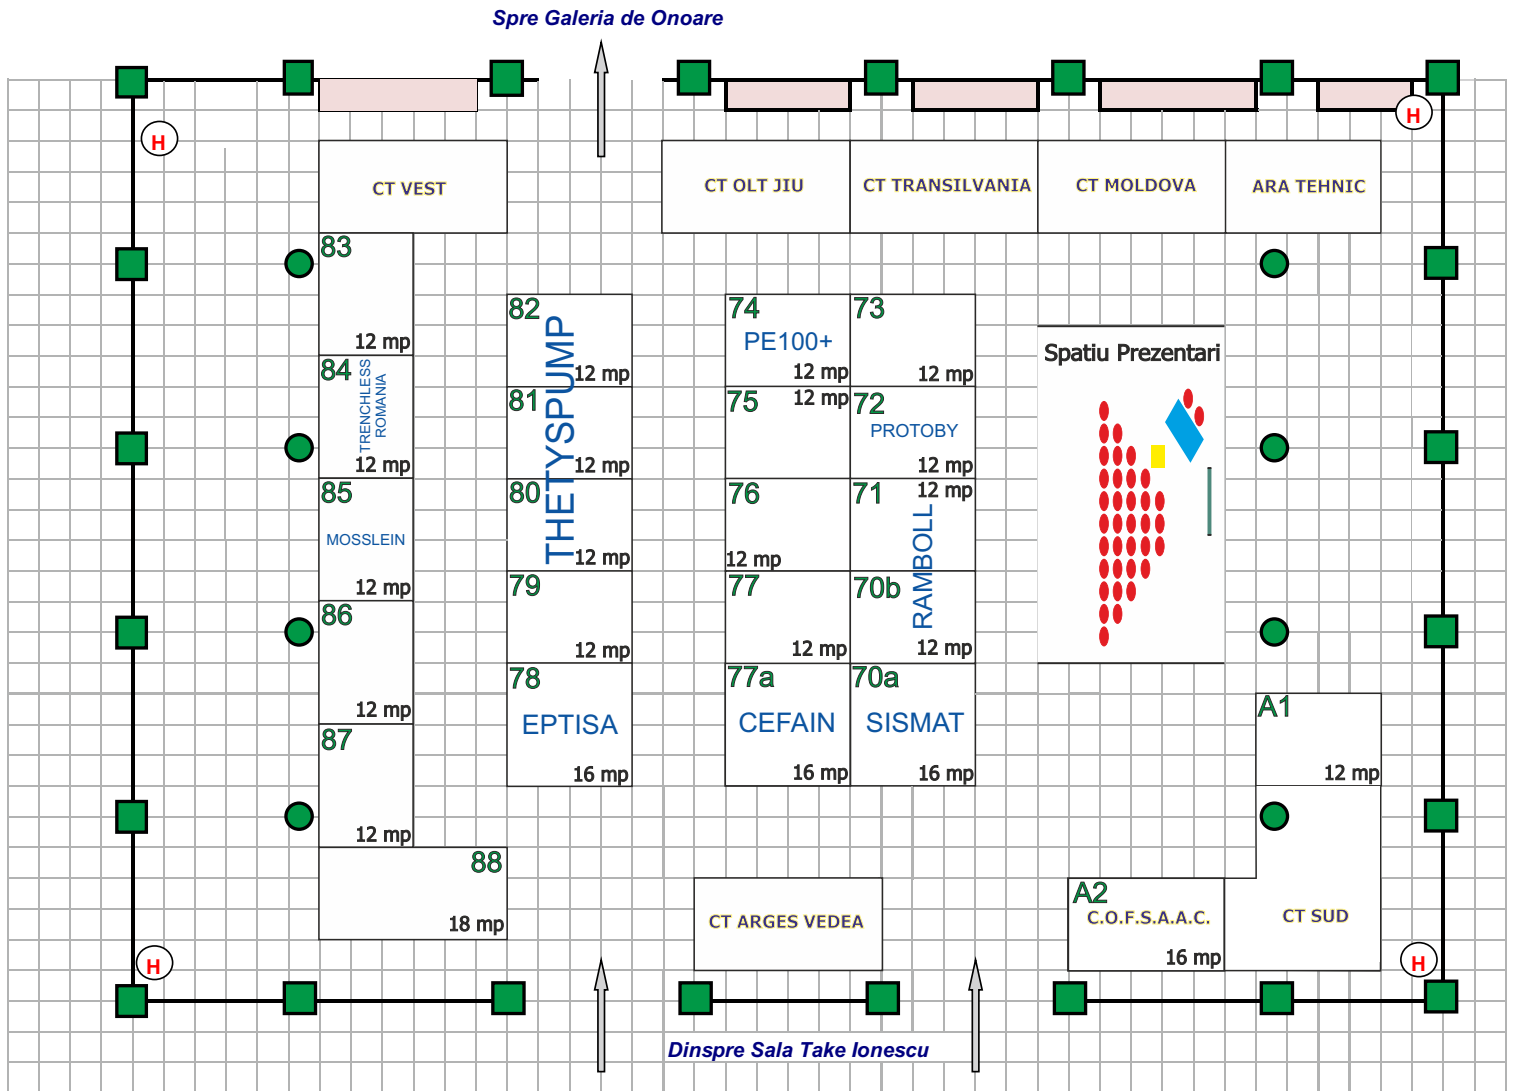 Spre Galeria de Onoare
H
H
CT VEST
CT OLT JIU
CT TRANSILVANIA
CT MOLDOVA
ARA TEHNIC
83
12 mp
84
TRENCHLESS
ROMANIA
12 mp
85
MOSSLEIN
12 mp
86
12 mp
87
12 mp
88
18 mp
82
12 mp
81
12 mp
80
12 mp
THETYSPUMP
79
12 mp
78
EPTISA
16 mp
74
PE100+
12 mp
75
12 mp
76
12 mp
77
12 mp
77a
CEFAIN
16 mp
73
12 mp
72
PROTOBY
12 mp
71
12 mp
RAMBOLL
70b
12 mp
70a
SISMAT
16 mp
Spatiu Prezentari
A1
12 mp
A2
C.O.F.S.A.A.C.
16 mp
CT SUD
CT ARGES VEDEA
H
H
Dinspre Sala Take Ionescu